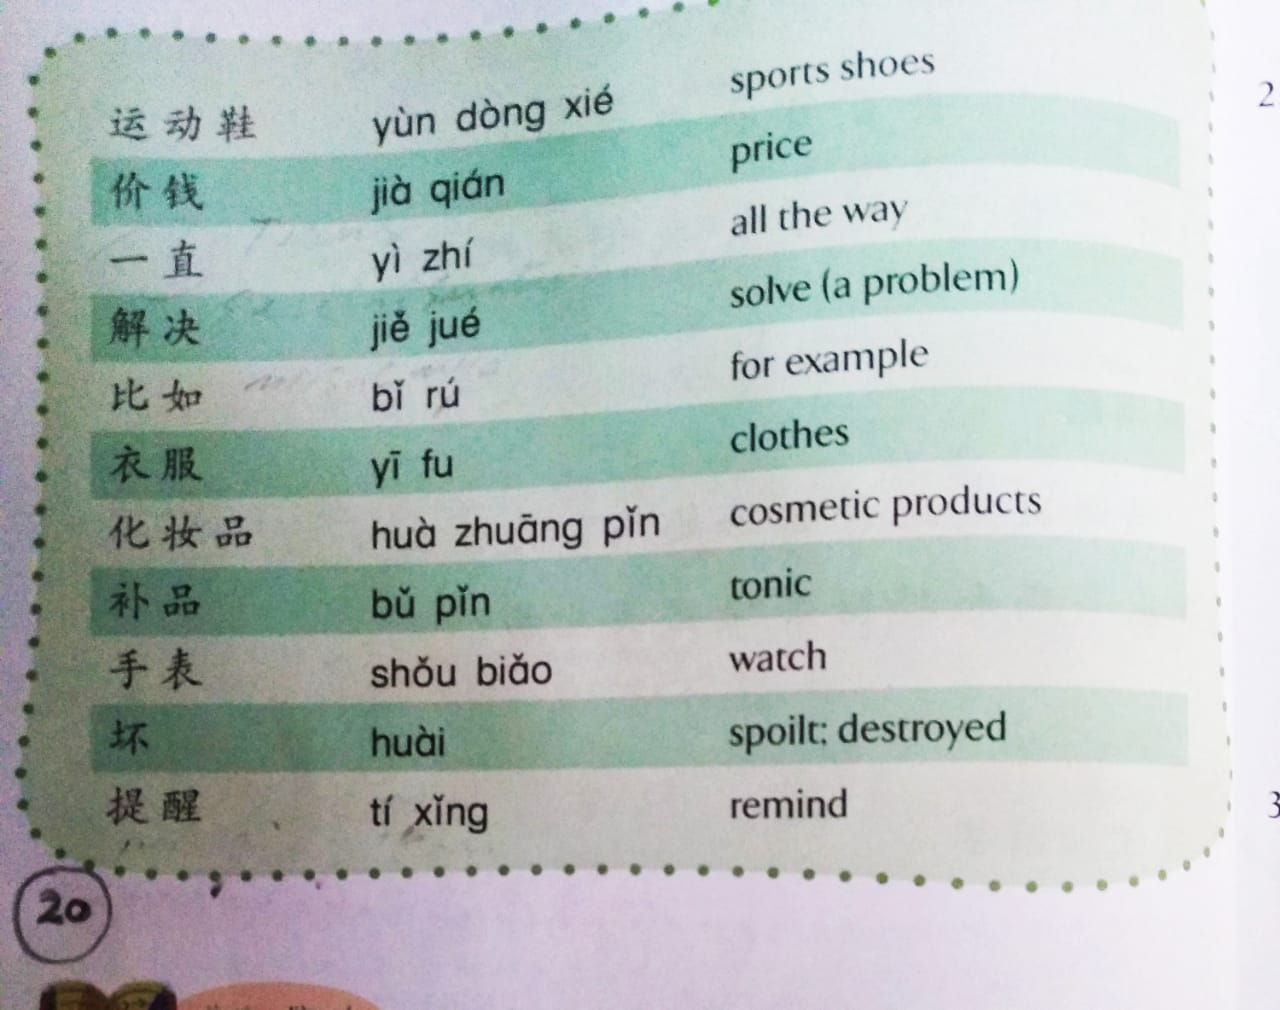 运动鞋 yùn dòng xié sports shoes
价钱 jià qián price
一直 yì zhí all the way
解决 jiě jué solve (a problem)
比如 bǐ rú for example
衣服 yī fu clothes
化妆品 huà zhuāng pǐn cosmetic products
补品 bǔ pǐn tonic
手表 shǒu biǎo watch
坏 huài spoilt; destroyed
提醒 tí xǐng remind
20
2
3